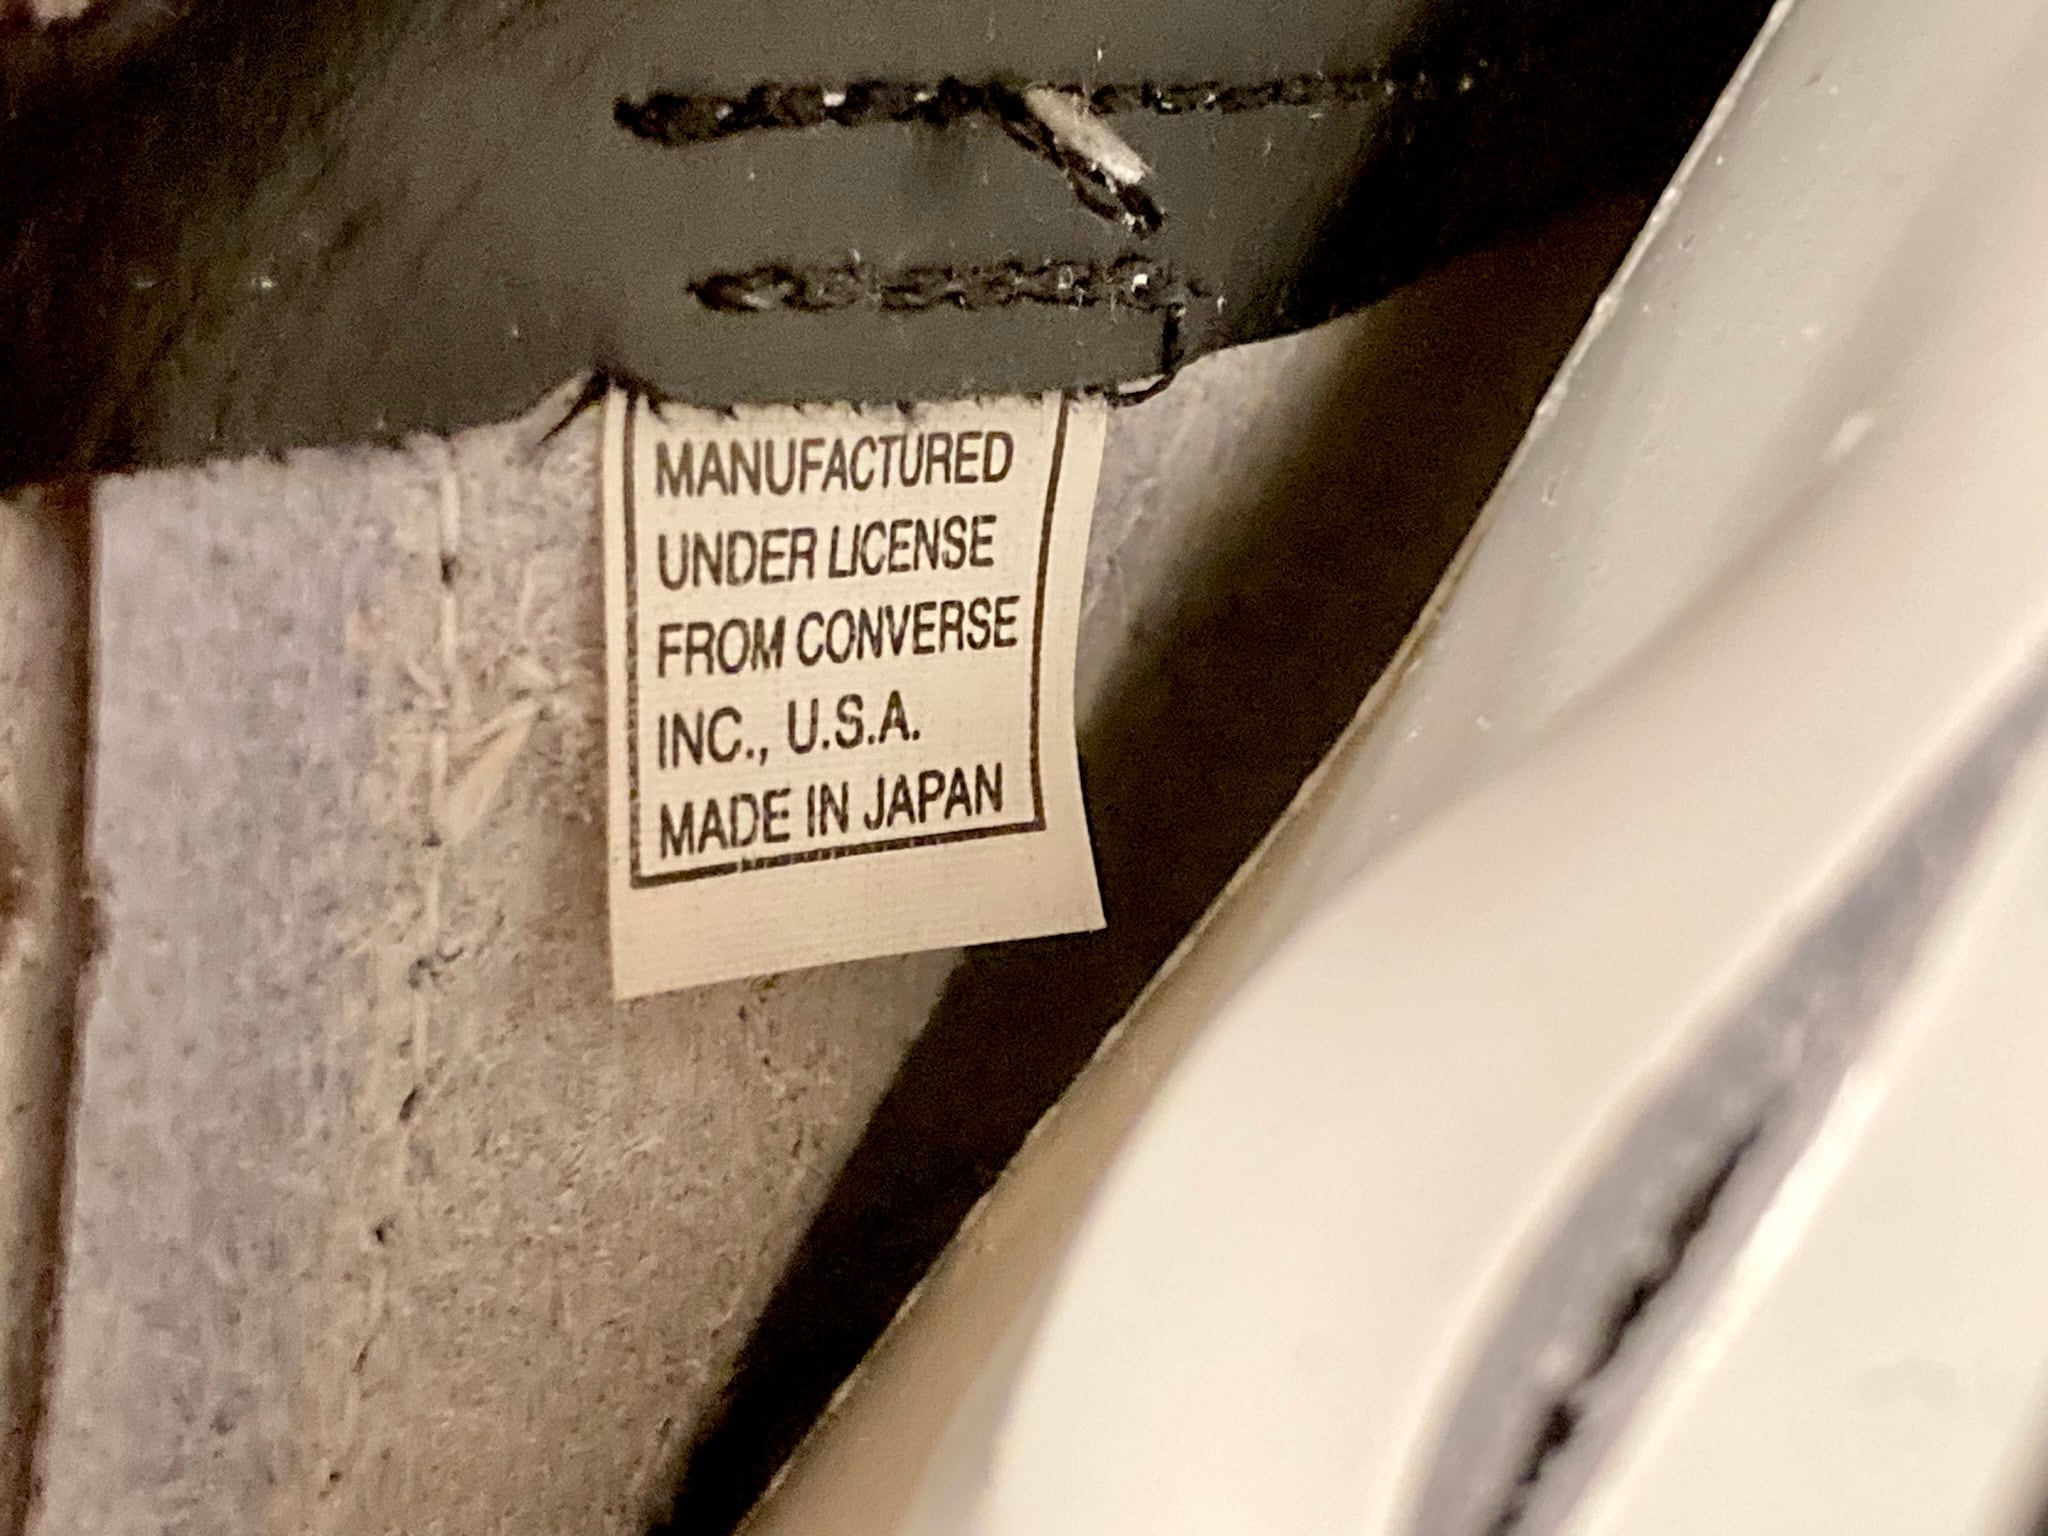 MANUFACTURED
UNDER LICENSE
FROM CONVERSE
INC., U.S.A.
MADE IN JAPAN